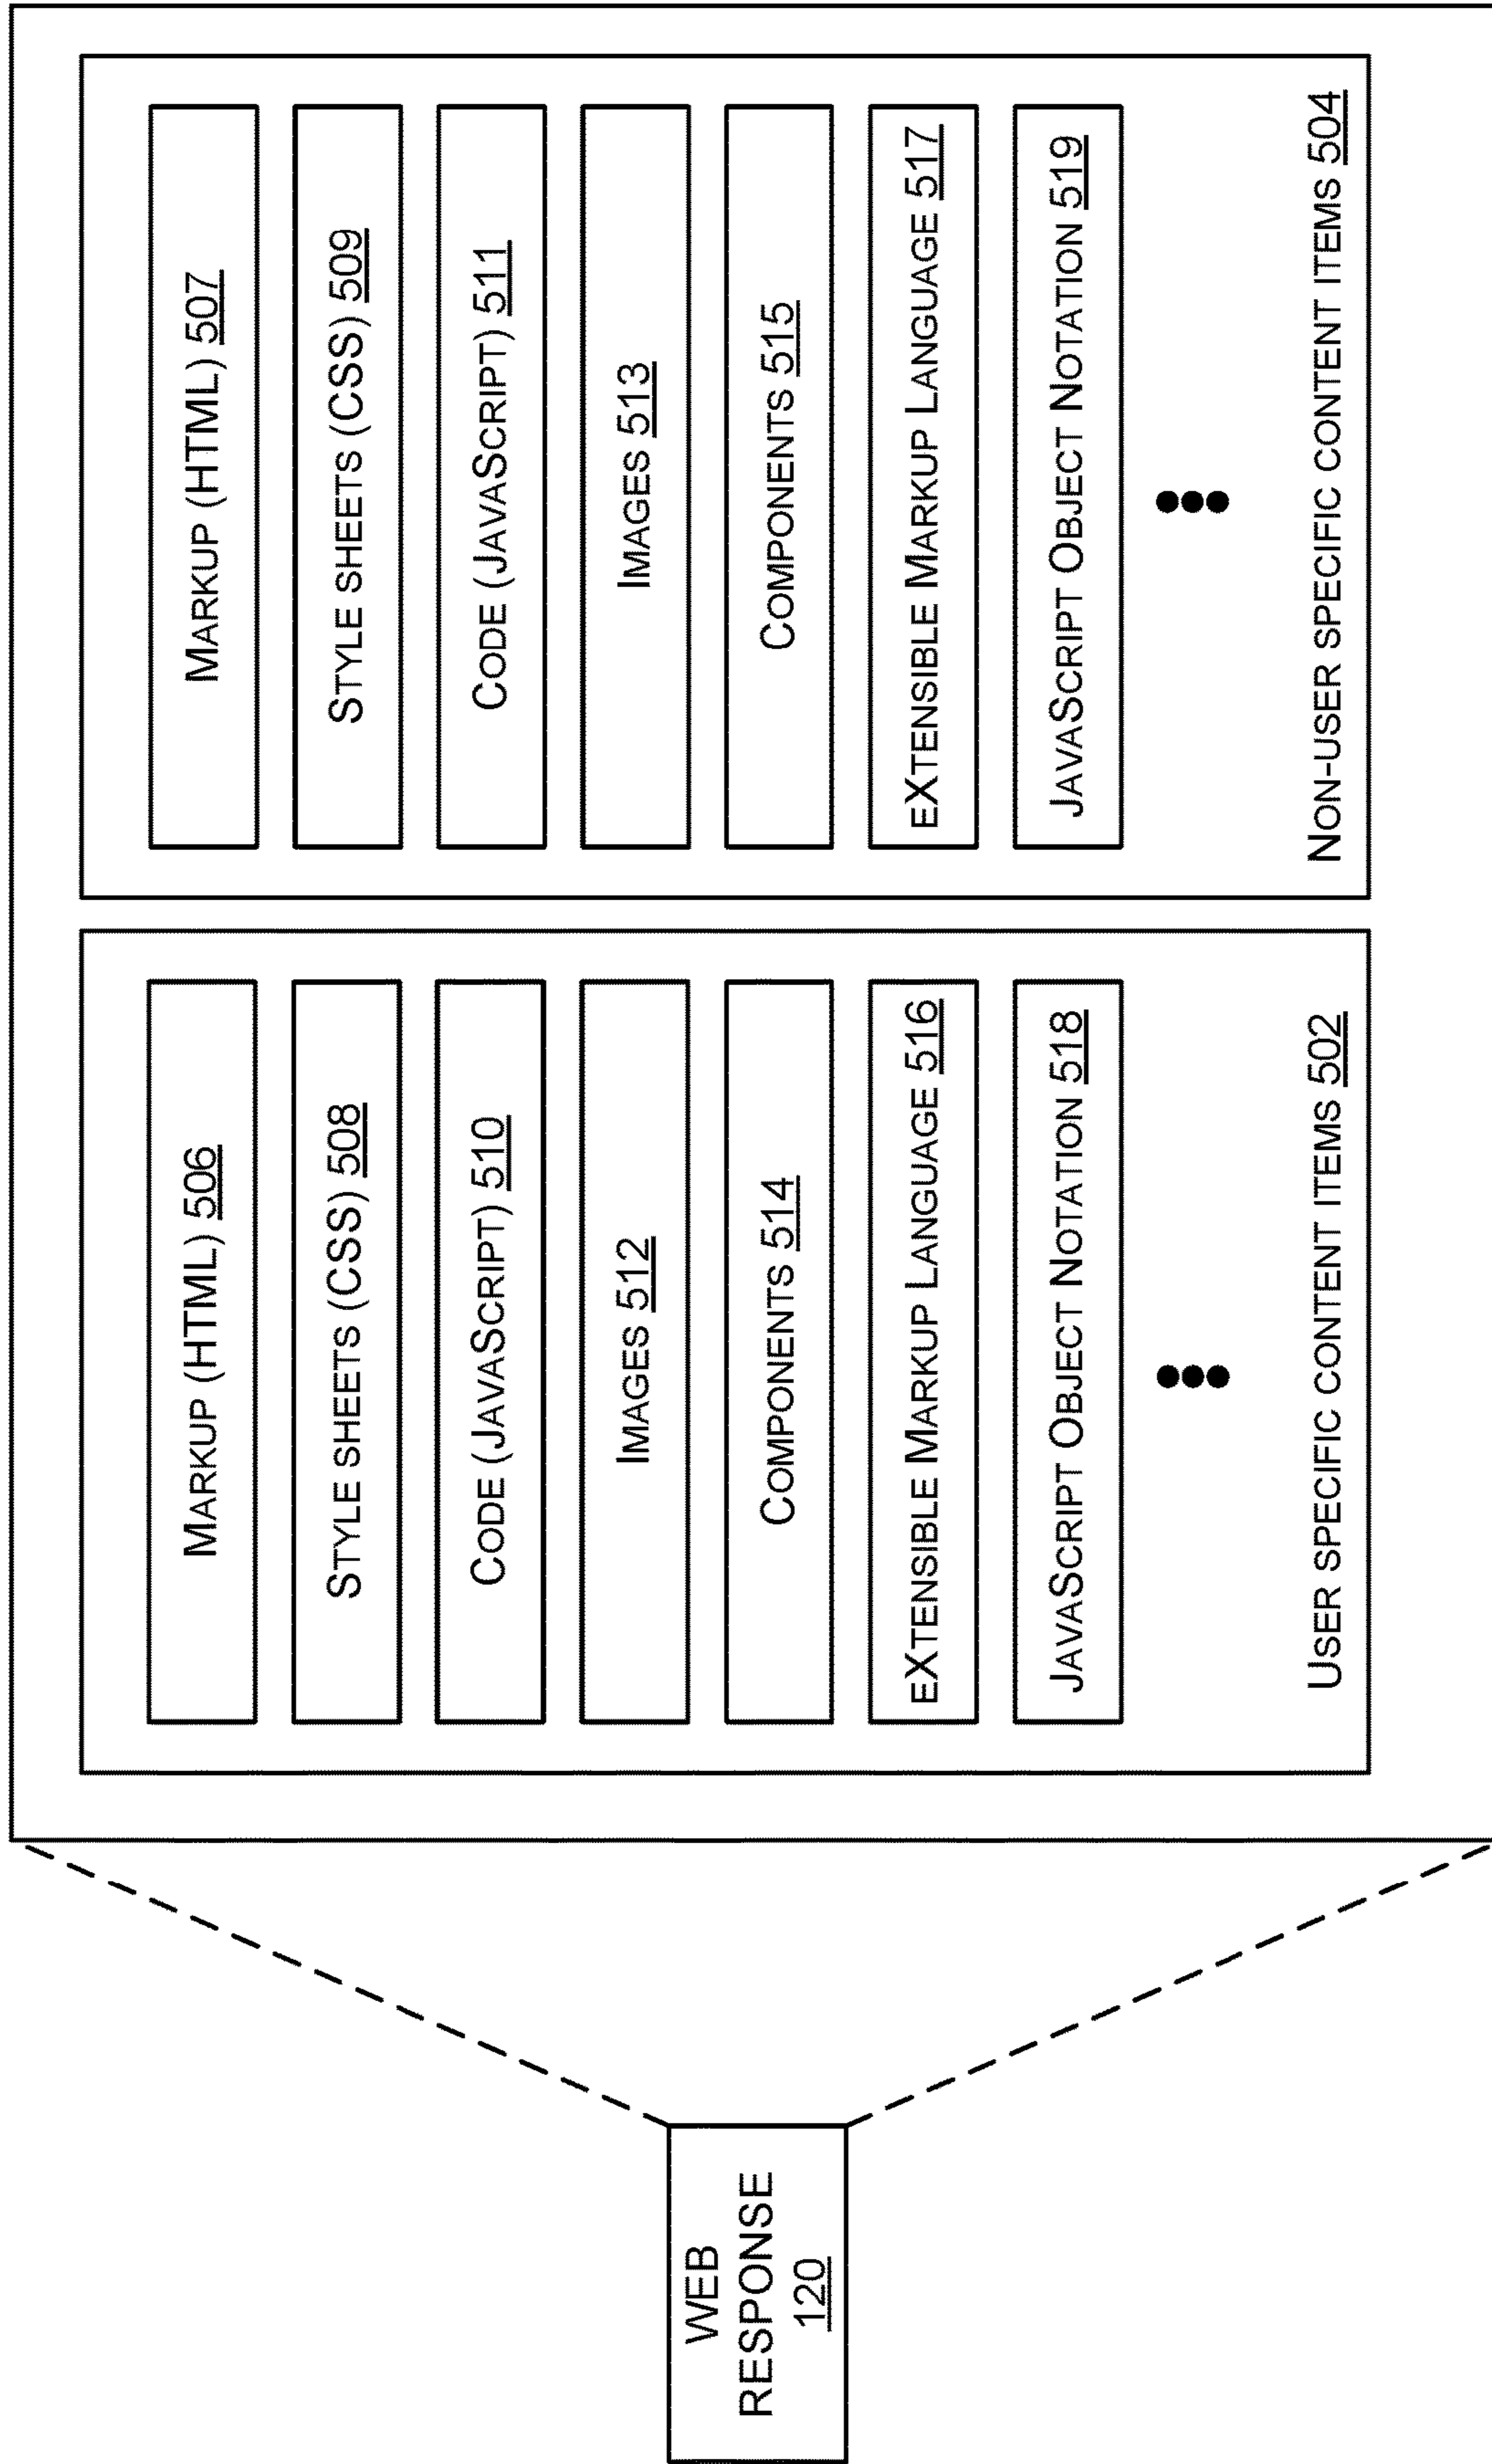 WEB
RESPONSE
120
MARKUP (HTML) 506
STYLE SHEETS (CSS) 508
CODE (JAVASCRIPT) 510
IMAGES 512
COMPONENTS 514
EXTENSIBLE MARKUP LANGUAGE 516
JAVASCRIPT OBJECT NOTATION 518
USER SPECIFIC CONTENT ITEMS 502
MARKUP (HTML) 507
STYLE SHEETS (CSS) 509
CODE (JAVASCRIPT) 511
IMAGES 513
COMPONENTS 515
EXTENSIBLE MARKUP LANGUAGE 517
JAVASCRIPT OBJECT NOTATION 519
NON-USER SPECIFIC CONTENT ITEMS 504